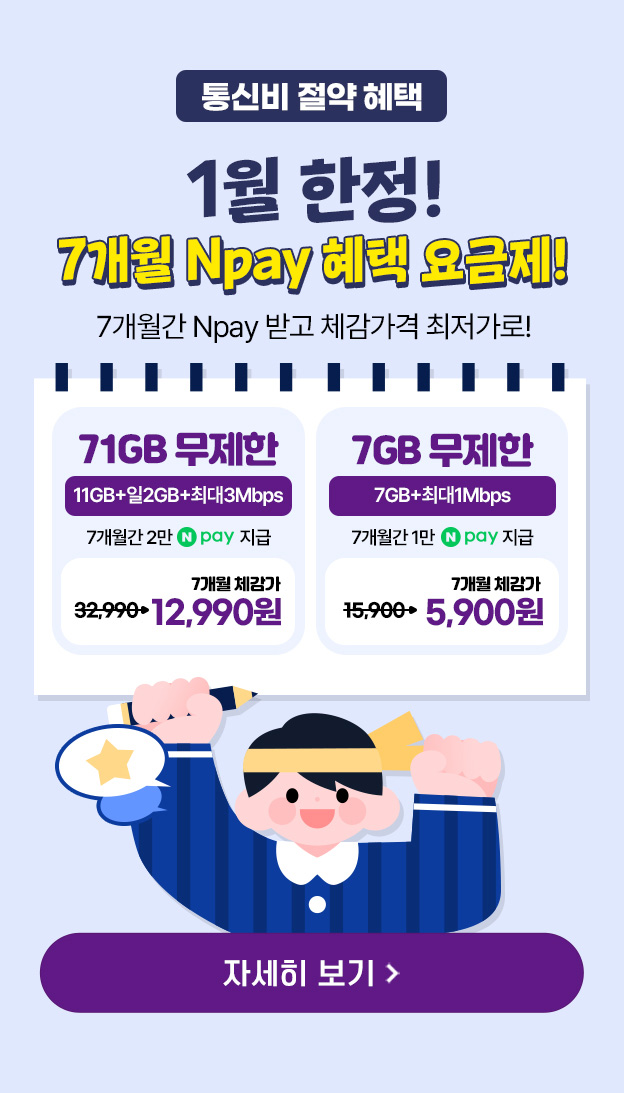 통신비 절약 혜택
1월 한정!
7개월 Npay 혜택 요금제!
7개월간 Npay 받고 체감가격 최저가로!
71GB 무제한
11GB+일2GB+최대3Mbps
7개월간 2만 N pay 지급
7개월 체감가
32,990 12,990원
7GB 무제한
7GB+최대1Mbps
7개월간 1만 N pay 지급
7개월 체감가
15,900 5,900원
자세히 보기 >